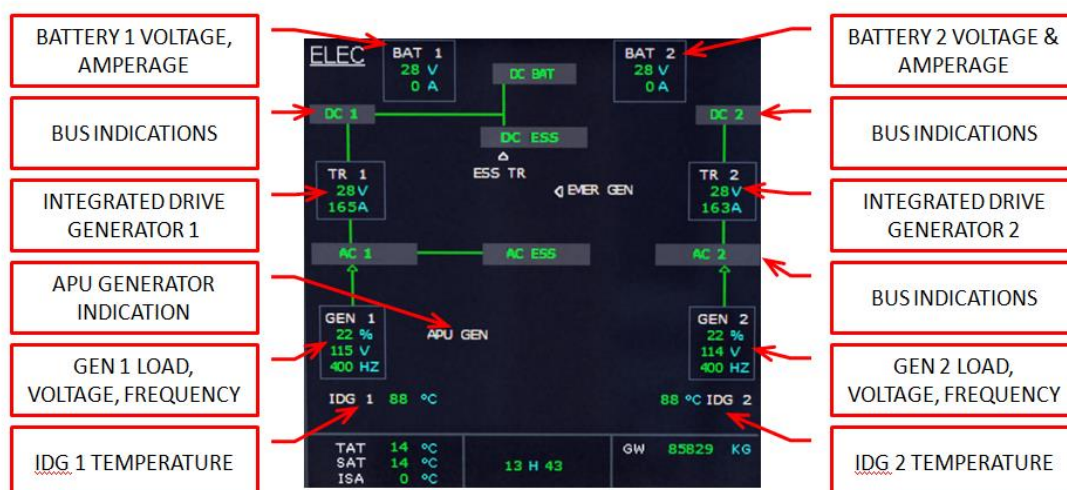 BATTERY 1 VOLTAGE,
AMPERAGE
BUS INDICATIONS
INTEGRATED DRIVE
GENERATOR 1
APU GENERATOR
INDICATION
GEN 1 LOAD,
VOLTAGE, FREQUENCY
IDG 1 TEMPERATURE
ELEC
BAT 1
28 V
0 A
DC BAT
BAT 2
28 V
0 A
DC 1
DC 2
DC ESS
ESS TR
EMER GEN
TR 1
28 V
165 A
TR 2
28 V
163 A
AC 1
AC ESS
AC 2
GEN 1
22 %
115 V
400 HZ
APU GEN
GEN 2
22 %
114 V
400 HZ
IDG 1 88 °C
88 °C IDG 2
TAT 14 °C
SAT 14 °C
ISA 0 °C
13 H 43
GW 85829 KG
BATTERY 2 VOLTAGE &
AMPERAGE
BUS INDICATIONS
INTEGRATED DRIVE
GENERATOR 2
BUS INDICATIONS
GEN 2 LOAD,
VOLTAGE, FREQUENCY
IDG 2 TEMPERATURE